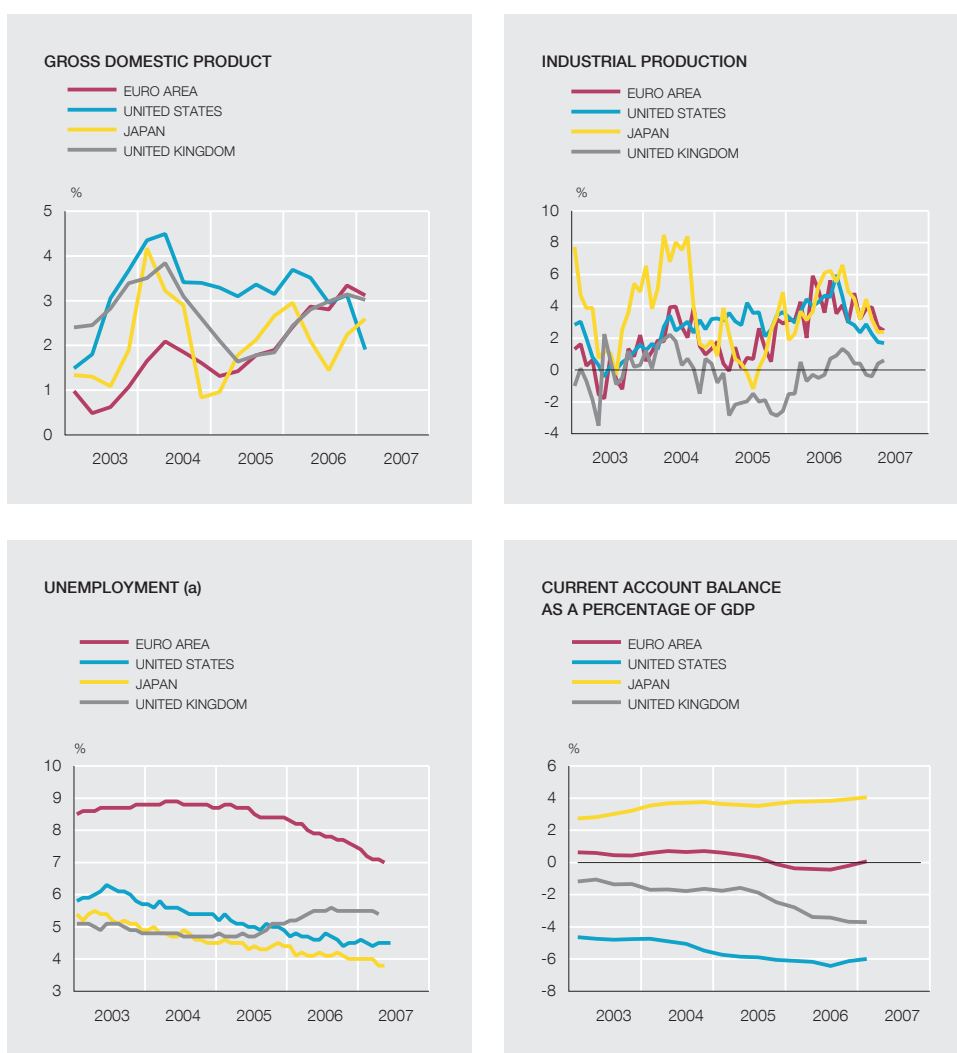 GROSS DOMESTIC PRODUCT
EURO AREA
UNITED STATES
JAPAN
UNITED KINGDOM
%
5
4
3
2
1
0
2003 2004 2005 2006 2007
INDUSTRIAL PRODUCTION
EURO AREA
UNITED STATES
JAPAN
UNITED KINGDOM
%
10
8
6
4
2
0
-2
-4
2003 2004 2005 2006 2007
UNEMPLOYMENT (a)
EURO AREA
UNITED STATES
JAPAN
UNITED KINGDOM
%
10
9
8
7
6
5
4
3
2003 2004 2005 2006 2007
CURRENT ACCOUNT BALANCE
AS A PERCENTAGE OF GDP
EURO AREA
UNITED STATES
JAPAN
UNITED KINGDOM
%
6
4
2
0
-2
-4
-6
-8
2003 2004 2005 2006 2007